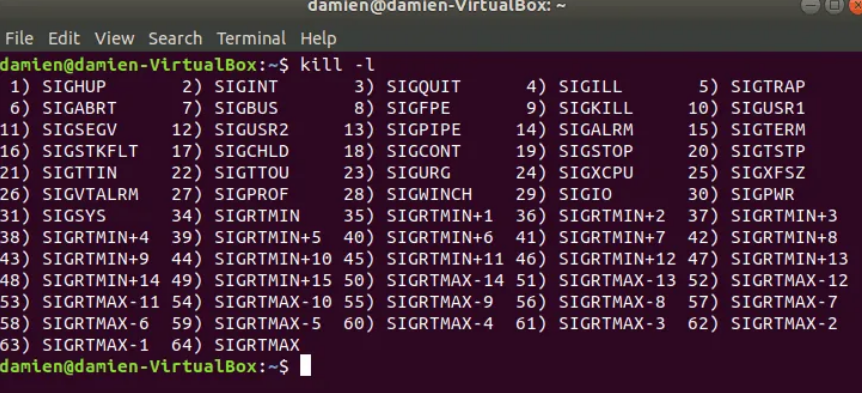 damien@damien-VirtualBox: ~
File Edit View Search Terminal Help
damien@damien-VirtualBox:~$ kill -l
1) SIGHUP 2) SIGINT 3) SIGQUIT 4) SIGILL 5) SIGTRAP
6) SIGABRT 7) SIGBUS 8) SIGFPE 9) SIGKILL 10) SIGUSR1
11) SIGSEGV 12) SIGUSR2 13) SIGPIPE 14) SIGALRM 15) SIGTERM
16) SIGSTKFLT 17) SIGCHLD 18) SIGCONT 19) SIGSTOP 20) SIGTSTP
21) SIGTTIN 22) SIGTTOU 23) SIGURG 24) SIGXCPU 25) SIGXFSZ
26) SIGVTALRM 27) SIGPROF 28) SIGWINCH 29) SIGIO 30) SIGPWR
31) SIGSYS 34) SIGRTMIN 35) SIGRTMIN+1 36) SIGRTMIN+2 37) SIGRTMIN+3
38) SIGRTMIN+4 39) SIGRTMIN+5 40) SIGRTMIN+6 41) SIGRTMIN+7 42) SIGRTMIN+8
43) SIGRTMIN+9 44) SIGRTMIN+10 45) SIGRTMIN+11 46) SIGRTMIN+12 47) SIGRTMIN+13
48) SIGRTMIN+14 49) SIGRTMIN+15 50) SIGRTMAX-14 51) SIGRTMAX-13 52) SIGRTMAX-12
53) SIGRTMAX-11 54) SIGRTMAX-10 55) SIGRTMAX-9 56) SIGRTMAX-8 57) SIGRTMAX-7
58) SIGRTMAX-6 59) SIGRTMAX-5 60) SIGRTMAX-4 61) SIGRTMAX-3 62) SIGRTMAX-2
63) SIGRTMAX-1 64) SIGRTMAX
damien@damien-VirtualBox:~$